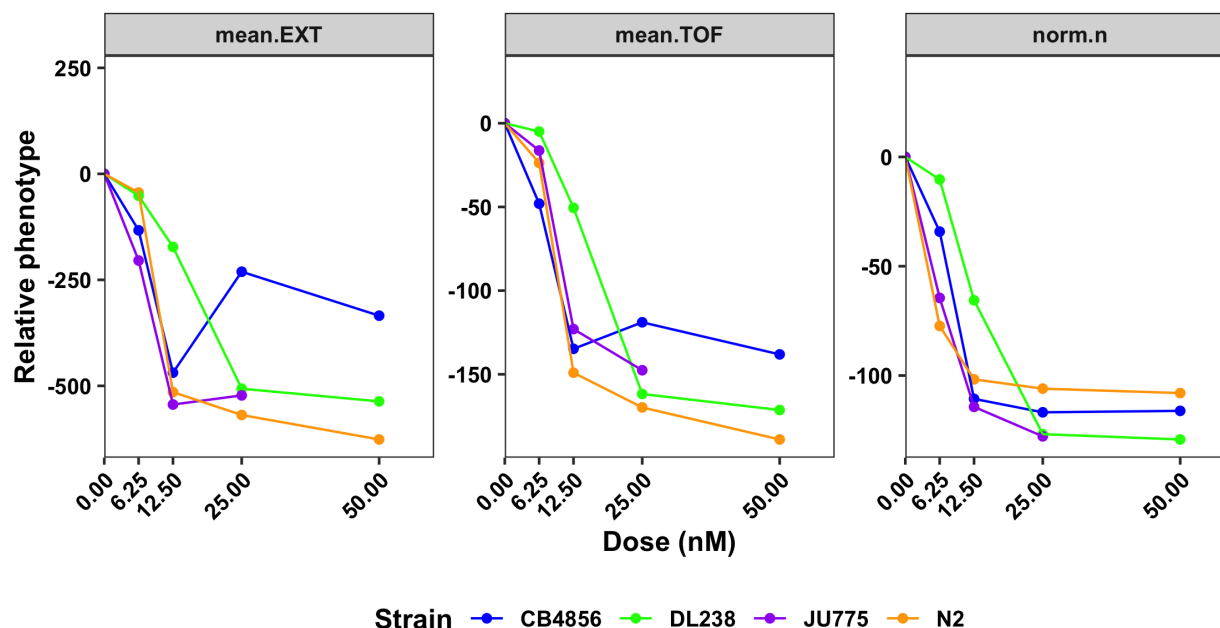 mean.EXT mean.TOF norm.n
Relative phenotype
250
0
-250
-500
0
-50
-100
-150
0
-50
-100
0.00 6.25 12.50 25.00 50.00 0.00 6.25 12.50 25.00 50.00 0.00 6.25 12.50 25.00 50.00
Dose (nM)
Strain CB4856 DL238 JU775 N2